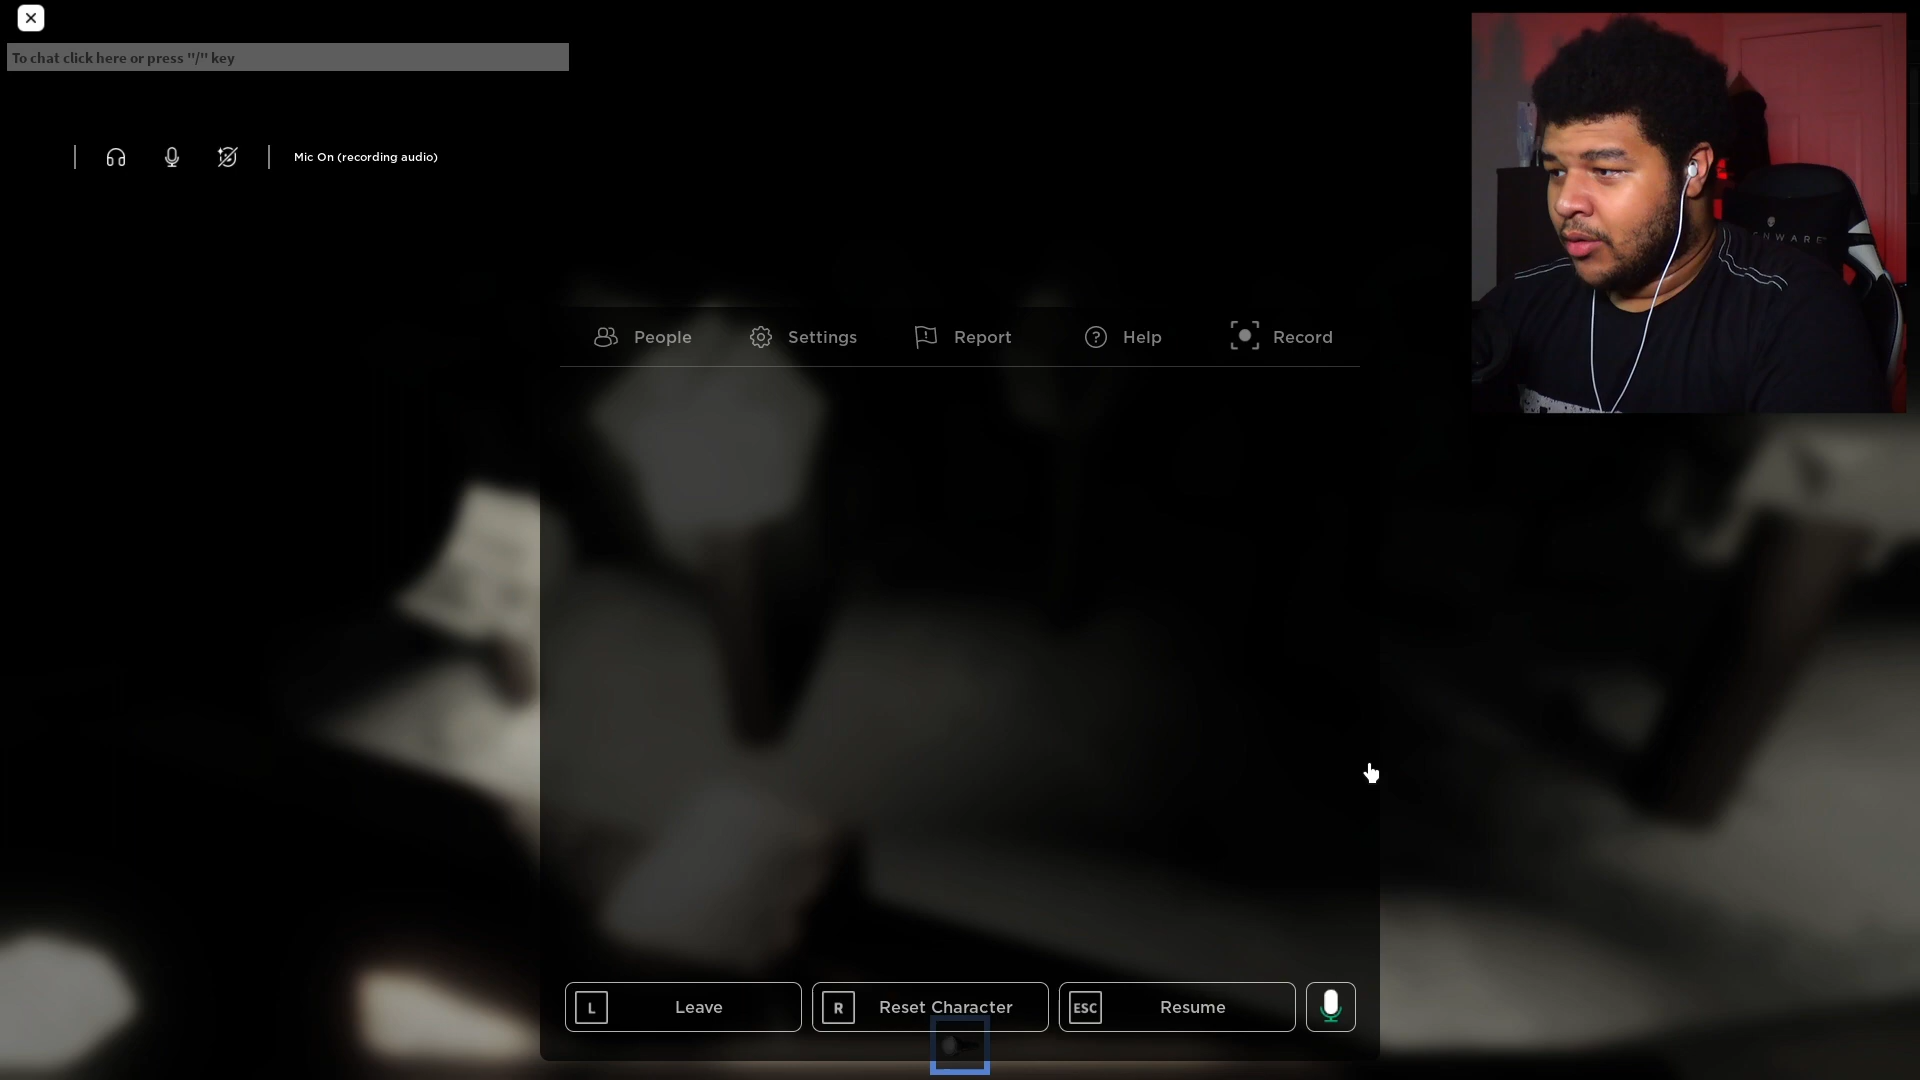 To chat click here or press "/" key
Mic On (recording audio)
People Settings Report Help Record
L Leave R Reset Character ESC Resume